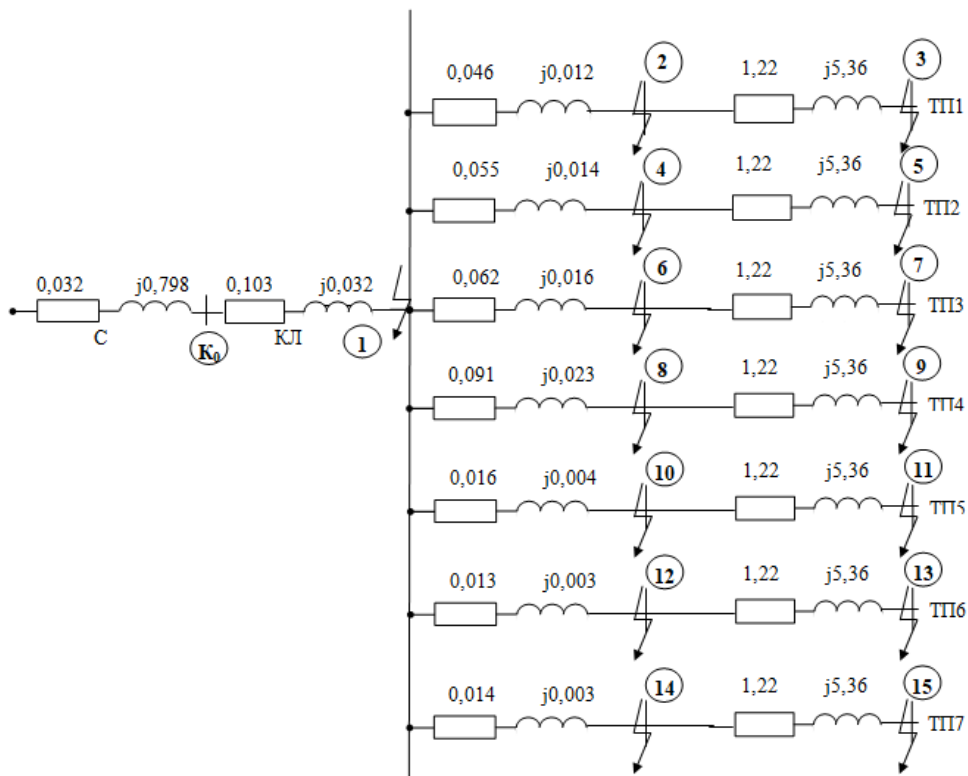 0,046 j0,012 2 1,22 j5,36 3 ТП1
0,055 j0,014 4 1,22 j5,36 5 ТП2
0,032 j0,798 0,103 j0,032 0,062 j0,016 6 1,22 j5,36 7 ТП3
С К₀ КЛ 1
0,091 j0,023 8 1,22 j5,36 9 ТП4
0,016 j0,004 10 1,22 j5,36 11 ТП5
0,013 j0,003 12 1,22 j5,36 13 ТП6
0,014 j0,003 14 1,22 j5,36 15 ТП7